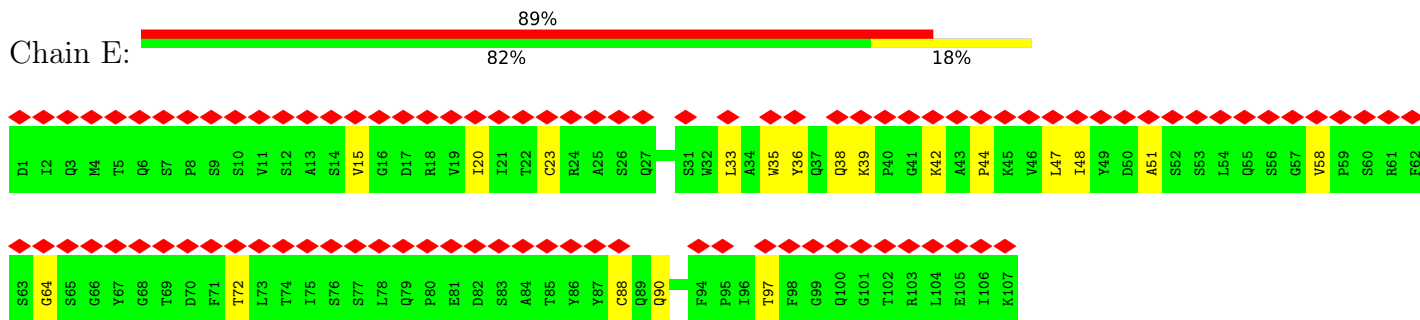 89%
Chain E:
82% 18%
D1 I2 Q3 M4 T5 Q6 S7 P8 S9 S10 V11 S12 A13 S14 V15 G16 D17 R18 V19 I20 I21 T22 C23 R24 A25 S26 Q27 S31 W32 L33 A34 W35 Y36 Q37 Q38 K39 P40 G41 K42 A43 P44 K45 V46 L47 I48 Y49 D50 A51 S52 S53 L54 Q55 S56 G57 V58 P59 S60 R61 F62
S63 G64 S65 G66 Y67 G68 T69 D70 F71 T72 L73 T74 I75 S76 S77 L78 Q79 P80 E81 D82 S83 A84 T85 Y86 Y87 C88 Q89 Q90 F94 P95 I96 T97 F98 G99 Q100 G101 T102 R103 L104 E105 I106 K107